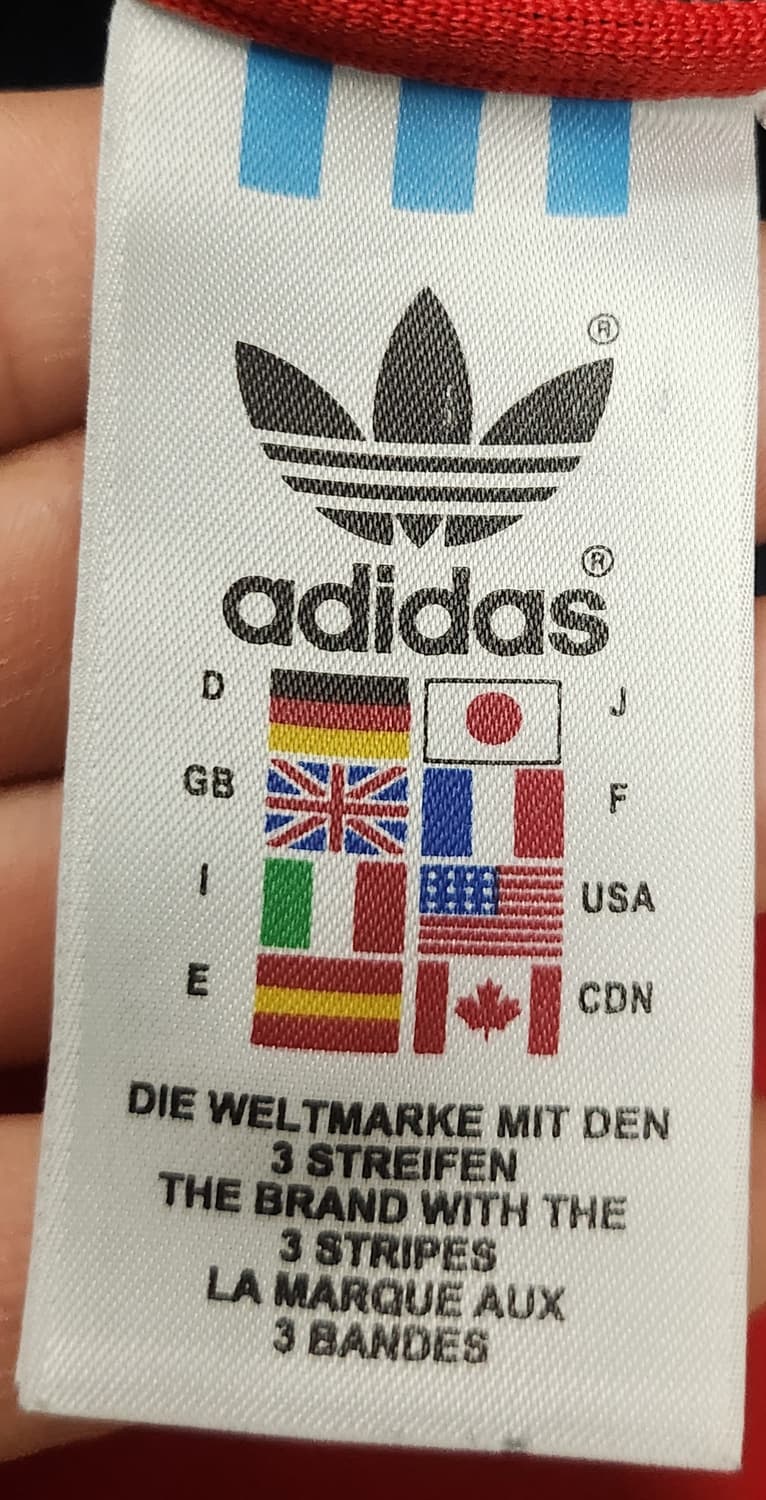 ®
adidas®
D J
GB F
I USA
E CDN
DIE WELTMARKE MIT DEN
3 STREIFEN
THE BRAND WITH THE
3 STRIPES
LA MARQUE AUX
3 BANDES